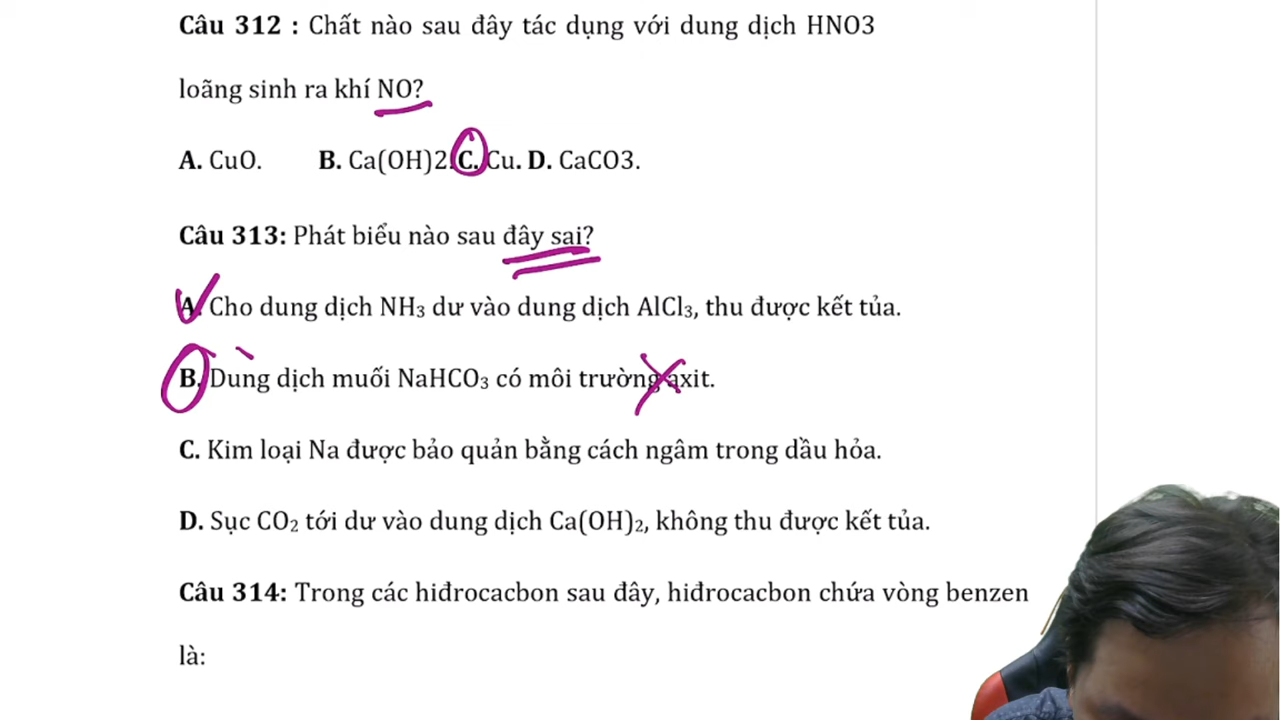 Câu 312 : Chất nào sau đây tác dụng với dung dịch HNO3
loãng sinh ra khí NO?
A. CuO. B. Ca(OH)2. C. Cu. D. CaCO3.
Câu 313: Phát biểu nào sau đây sai?
A. Cho dung dịch NH₃ dư vào dung dịch AlCl₃, thu được kết tủa.
B. Dung dịch muối NaHCO₃ có môi trường axit.
C. Kim loại Na được bảo quản bằng cách ngâm trong dầu hỏa.
D. Sục CO₂ tới dư vào dung dịch Ca(OH)₂, không thu được kết tủa.
Câu 314: Trong các hiđrocacbon sau đây, hiđrocacbon chứa vòng benzen
là: